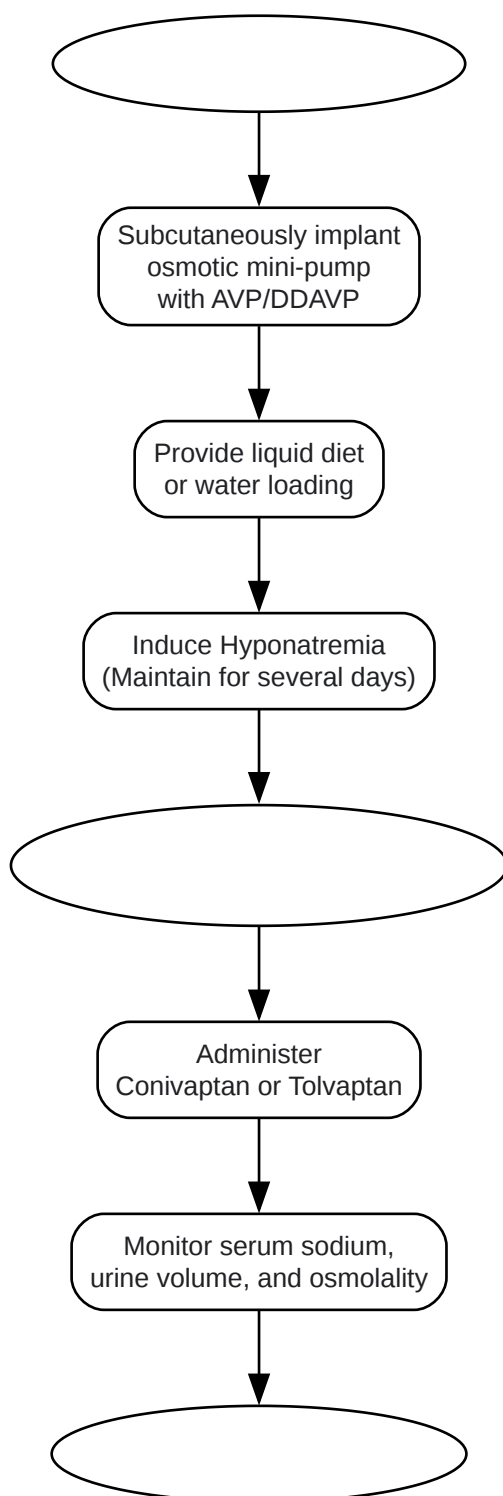 Subcutaneously implant
osmotic mini-pump
with AVP/DDAVP
Provide liquid diet
or water loading
Induce Hyponatremia
(Maintain for several days)
Administer
Conivaptan or Tolvaptan
Monitor serum sodium,
urine volume, and osmolality